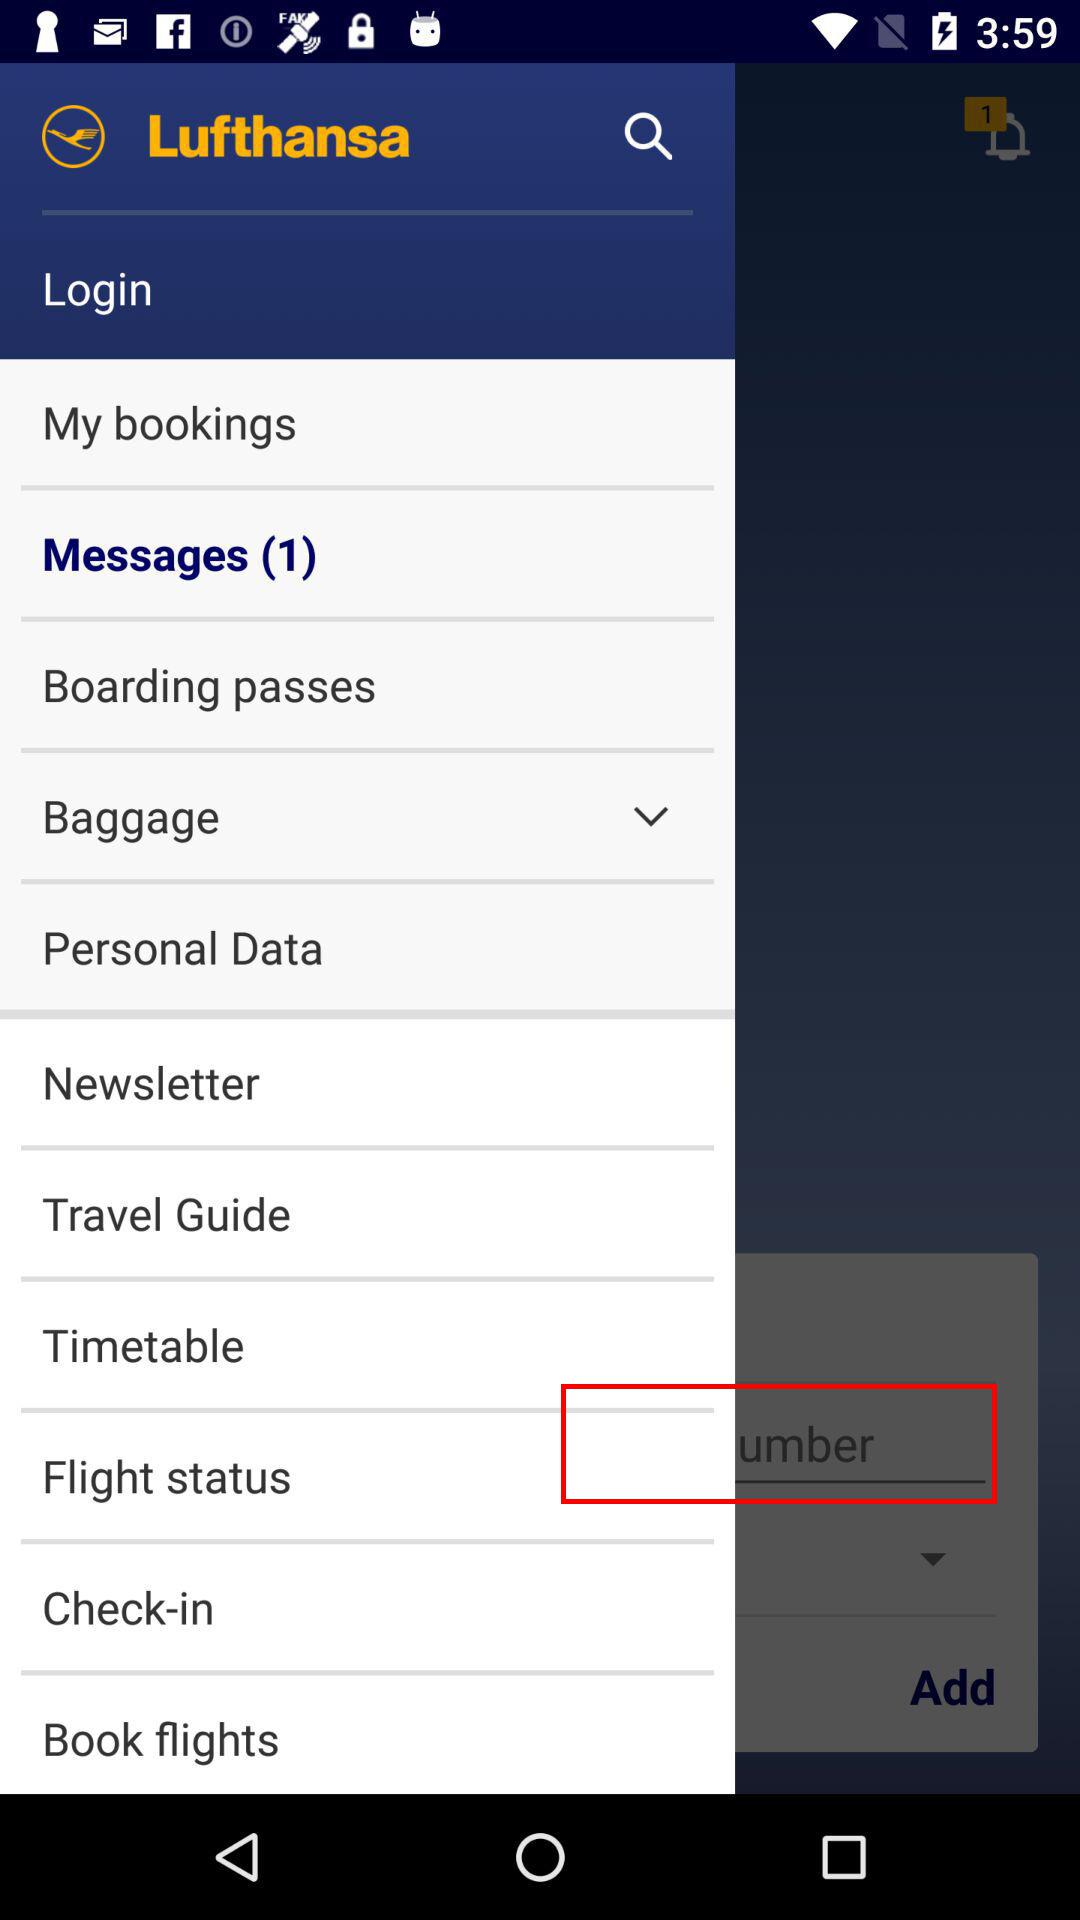 FAKE
3:59
Lufthansa
1
Login
My bookings
Messages (1)
Boarding passes
Baggage
Personal Data
Newsletter
Travel Guide
Timetable
umber
Flight status
Check-in
Add
Book flights